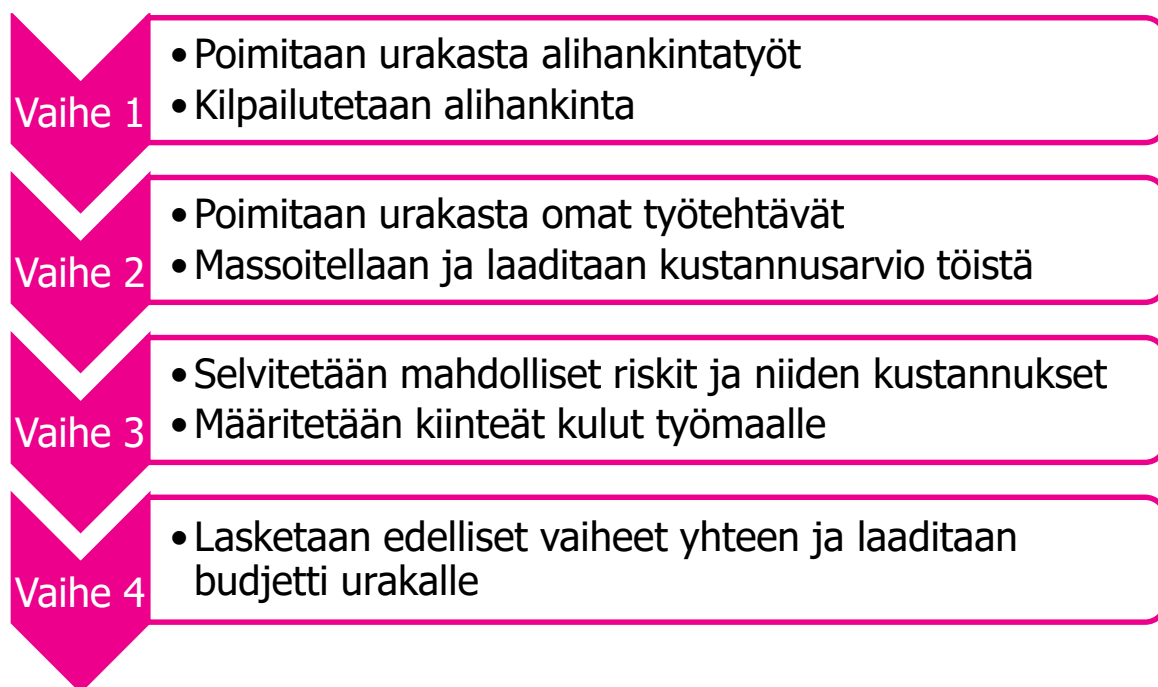 Vaihe 1
• Poimitaan urakasta alihankintatyöt
• Kilpailutetaan alihankinta
Vaihe 2
• Poimitaan urakasta omat työtehtävät
• Massoitellaan ja laaditaan kustannusarvio töistä
Vaihe 3
• Selvitetään mahdolliset riskit ja niiden kustannukset
• Määritetään kiinteät kulut työmaalle
Vaihe 4
• Lasketaan edelliset vaiheet yhteen ja laaditaan
budjetti urakalle